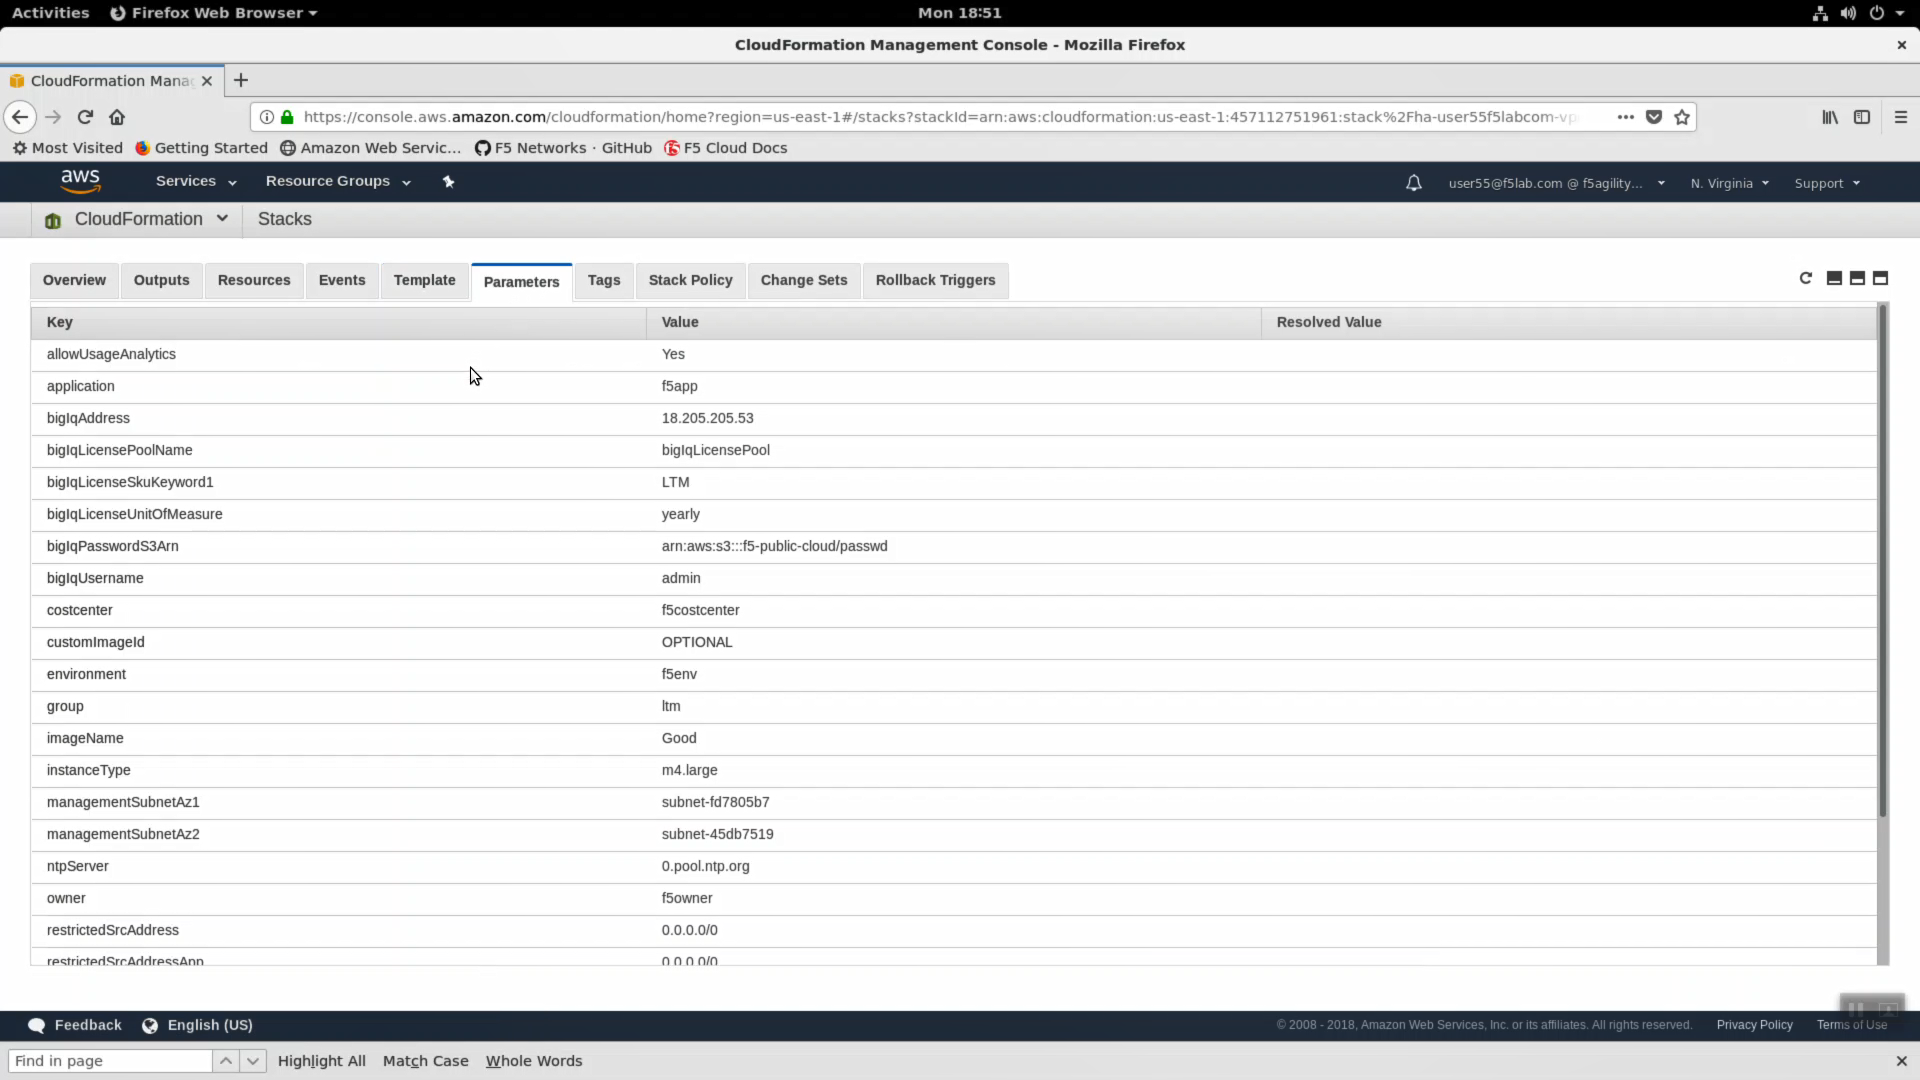 Activities Firefox Web Browser Mon 18:51
CloudFormation Management Console - Mozilla Firefox
CloudFormation Mana
https://console.aws.amazon.com/cloudformation/home?region=us-east-1#/stacks?stackId=arn:aws:cloudformation:us-east-1:457112751961:stack%2Fha-user55f5labcom-vp
Most Visited Getting Started Amazon Web Servic... F5 Networks · GitHub F5 Cloud Docs
aws Services Resource Groups user55@f5lab.com @ f5agility... N. Virginia Support
CloudFormation Stacks
Overview Outputs Resources Events Template Parameters Tags Stack Policy Change Sets Rollback Triggers
Key Value Resolved Value
allowUsageAnalytics Yes
application f5app
bigIqAddress 18.205.205.53
bigIqLicensePoolName bigIqLicensePool
bigIqLicenseSkuKeyword1 LTM
bigIqLicenseUnitOfMeasure yearly
bigIqPasswordS3Arn arn:aws:s3:::f5-public-cloud/passwd
bigIqUsername admin
costcenter f5costcenter
customImageId OPTIONAL
environment f5env
group ltm
imageName Good
instanceType m4.large
managementSubnetAz1 subnet-fd7805b7
managementSubnetAz2 subnet-45db7519
ntpServer 0.pool.ntp.org
owner f5owner
restrictedSrcAddress 0.0.0.0/0
restrictedSrcAddressApp 0.0.0.0/0
Feedback English (US) © 2008 - 2018, Amazon Web Services, Inc. or its affiliates. All rights reserved. Privacy Policy Terms of Use
Find in page Highlight All Match Case Whole Words